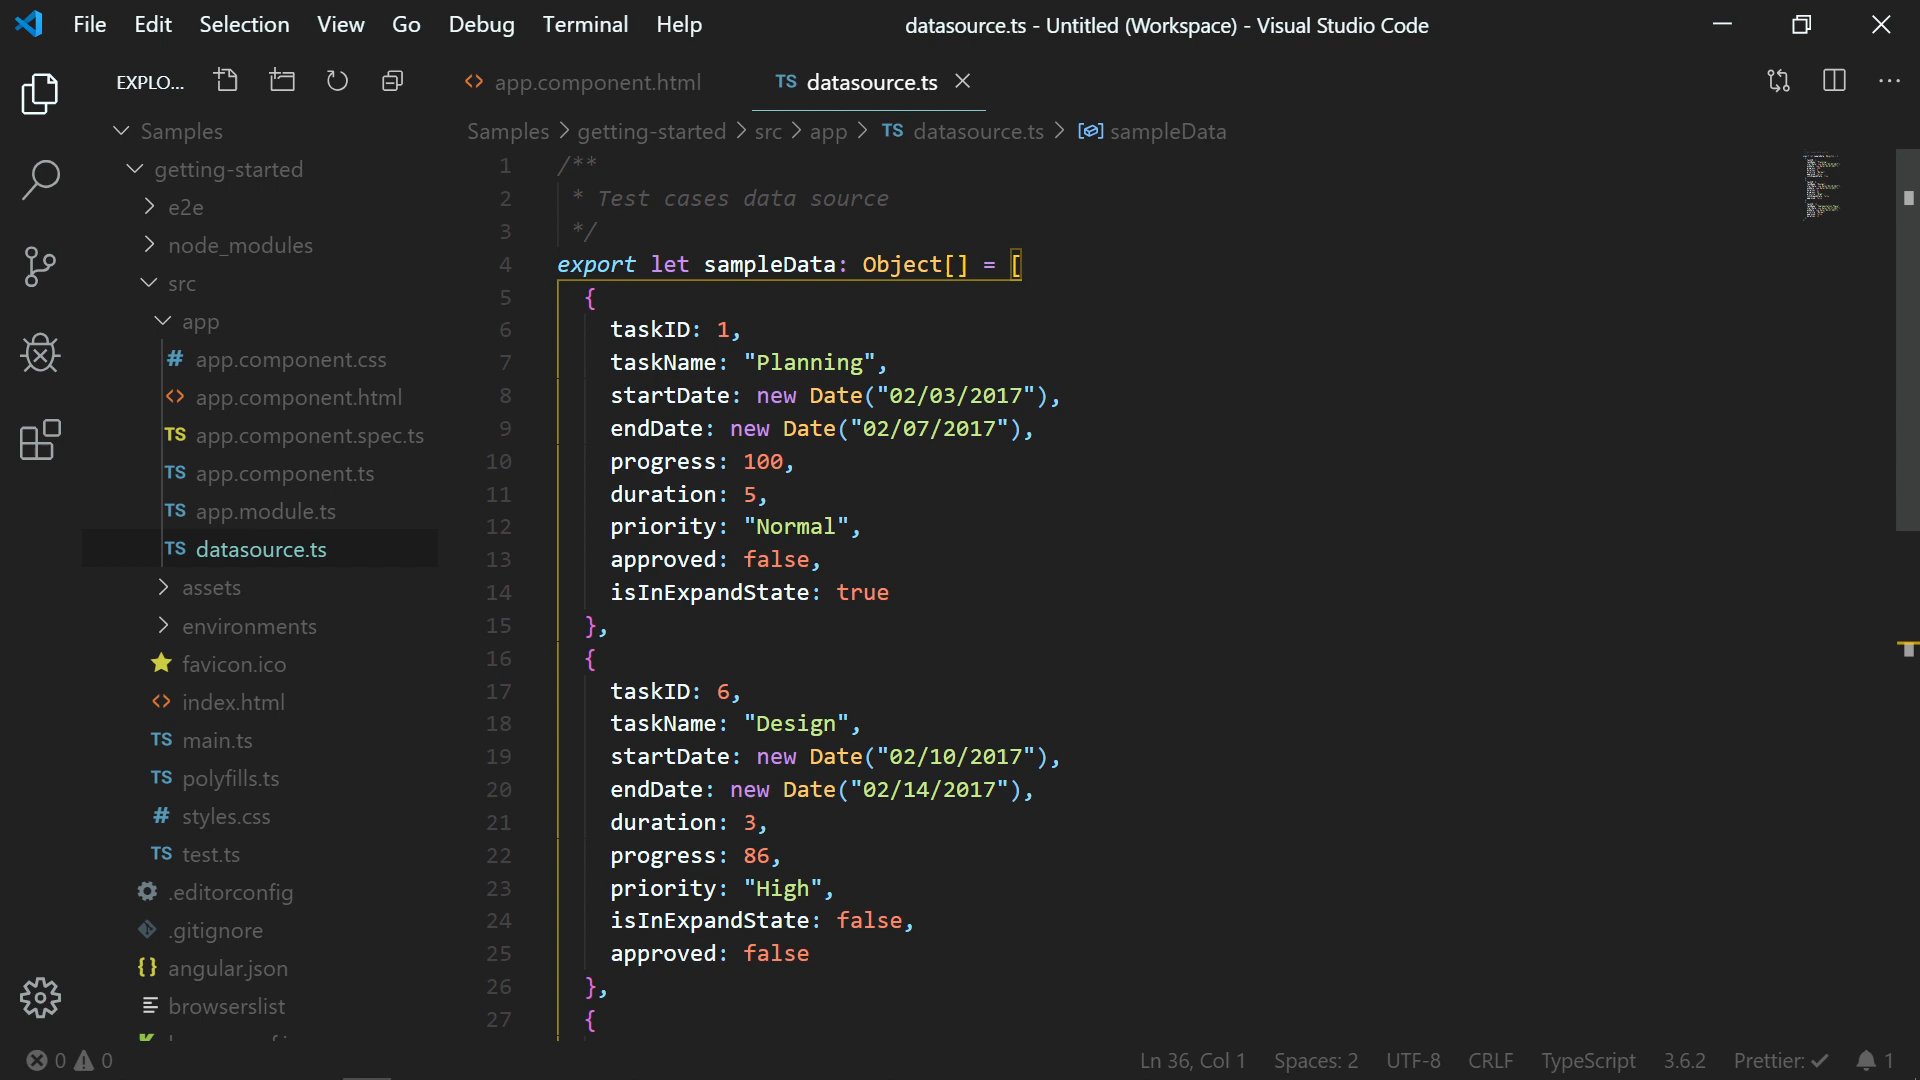 File Edit Selection View Go Debug Terminal Help
datasource.ts - Untitled (Workspace) - Visual Studio Code
EXPLO...
Samples
getting-started
e2e
node_modules
src
app
# app.component.css
<> app.component.html
TS app.component.spec.ts
TS app.component.ts
TS app.module.ts
TS datasource.ts
assets
environments
favicon.ico
<> index.html
TS main.ts
TS polyfills.ts
# styles.css
TS test.ts
.editorconfig
.gitignore
{} angular.json
browserslist
<> app.component.html
TS datasource.ts
Samples > getting-started > src > app > TS datasource.ts > sampleData
1 /**
2 * Test cases data source
3 */
4 export let sampleData: Object[] = [
5 {
6 taskID: 1,
7 taskName: "Planning",
8 startDate: new Date("02/03/2017"),
9 endDate: new Date("02/07/2017"),
10 progress: 100,
11 duration: 5,
12 priority: "Normal",
13 approved: false,
14 isInExpandState: true
15 },
16 {
17 taskID: 6,
18 taskName: "Design",
19 startDate: new Date("02/10/2017"),
20 endDate: new Date("02/14/2017"),
21 duration: 3,
22 progress: 86,
23 priority: "High",
24 isInExpandState: false,
25 approved: false
26 },
27 {
0 0
Ln 36, Col 1 Spaces: 2 UTF-8 CRLF TypeScript 3.6.2 Prettier: ✓ 1